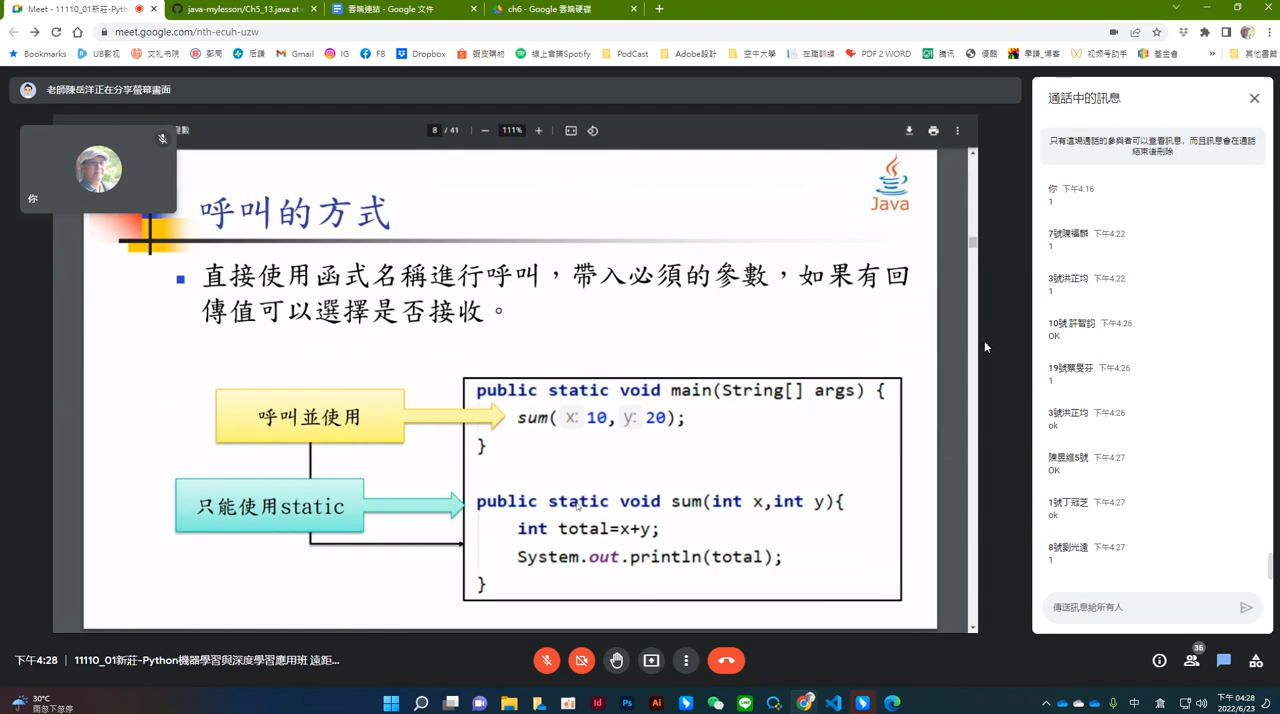 Meet - 11110_01新莊-Pyth
java-mylesson/Ch5_13.java at
雲端連結 - Google 文件
ch6 - Google 雲端硬碟
meet.google.com/nth-ecuh-uzw
Bookmarks
UB影視
文礼书院
郵局
后謙
Gmail
IG
FB
Dropbox
蝦皮購物
線上實價Spotify
PodCast
Adobe設計
空中大學
在職訓練
PDF 2 WORD
腾讯
優酷
季謙_博客
视频号助手
基金會
»
其他書籤
老師陳岳洋正在分享螢幕畫面
8 / 41
111%
你
呼叫的方式
Java
直接使用函式名稱進行呼叫，帶入必須的參數，如果有回
傳值可以選擇是否接收。
呼叫並使用
只能使用static
public static void main(String[] args) {
sum( x: 10, y: 20);
}
public static void sum(int x,int y){
int total=x+y;
System.out.println(total);
}
通話中的訊息
只有這場通話的參與者可以查看訊息，而且訊息會在通話
結束後刪除
你 下午4:16
1
7號陳福麟 下午4:22
1
3號洪正均 下午4:22
1
10號 許智鈞 下午4:26
OK
19號蔡旻芬 下午4:26
1
3號洪正均 下午4:26
ok
陳昱維5號 下午4:27
OK
1號丁冠芝 下午4:27
ok
8號劉光遠 下午4:27
1
傳送訊息給所有人
下午4:28
11110_01新莊-Python機器學習與深度學習應用班 遠距...
35
30°C
雨忽下忽停
中
下午 04:28
2022/6/23